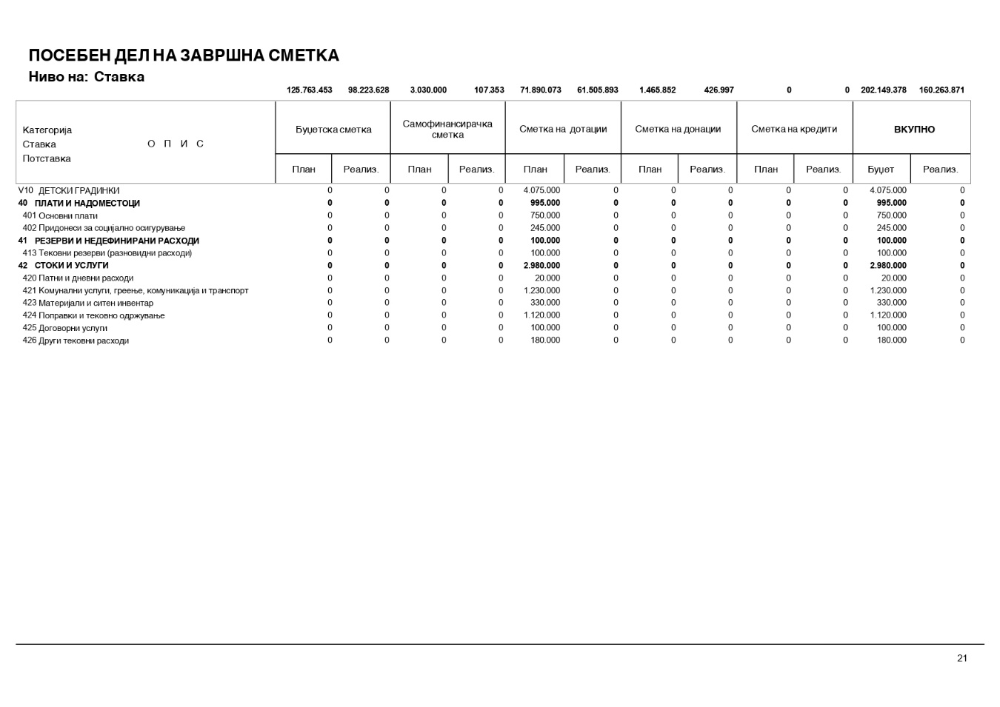 ПОСЕБЕН ДЕЛ НА ЗАВРШНА СМЕТКА
Ниво на: Ставка
125.763.453 98.223.628 3.030.000 107.353 71.890.073 61.505.893 1.465.852 426.997 0 0 202.149.378 160.263.871
Категорија
Ставка О П И С
Потставка
Буџетска сметка Самофинансирачка сметка Сметка на дотации Сметка на донации Сметка на кредити ВКУПНО
План Реализ. План Реализ. План Реализ. План Реализ. План Реализ. Буџет Реализ.
V10 ДЕТСКИ ГРАДИНКИ 0 0 0 0 4.075.000 0 0 0 0 0 4.075.000 0
40 ПЛАТИ И НАДОМЕСТОЦИ 0 0 0 0 995.000 0 0 0 0 0 995.000 0
401 Основни плати 0 0 0 0 750.000 0 0 0 0 0 750.000 0
402 Придонеси за социјално осигурување 0 0 0 0 245.000 0 0 0 0 0 245.000 0
41 РЕЗЕРВИ И НЕДЕФИНИРАНИ РАСХОДИ 0 0 0 0 100.000 0 0 0 0 0 100.000 0
413 Тековни резерви (разновидни расходи) 0 0 0 0 100.000 0 0 0 0 0 100.000 0
42 СТОКИ И УСЛУГИ 0 0 0 0 2.980.000 0 0 0 0 0 2.980.000 0
420 Патни и дневни расходи 0 0 0 0 20.000 0 0 0 0 0 20.000 0
421 Комунални услуги, греење, комуникација и транспорт 0 0 0 0 1.230.000 0 0 0 0 0 1.230.000 0
423 Материјали и ситен инвентар 0 0 0 0 330.000 0 0 0 0 0 330.000 0
424 Поправки и тековно одржување 0 0 0 0 1.120.000 0 0 0 0 0 1.120.000 0
425 Договорни услуги 0 0 0 0 100.000 0 0 0 0 0 100.000 0
426 Други тековни расходи 0 0 0 0 180.000 0 0 0 0 0 180.000 0
21